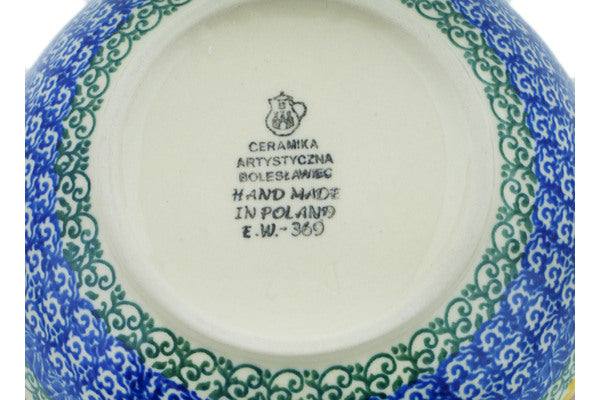 CERAMIKA
ARTYSTYCZNA
BOLESŁAWIEC
HAND MADE
IN POLAND
E.W.-369